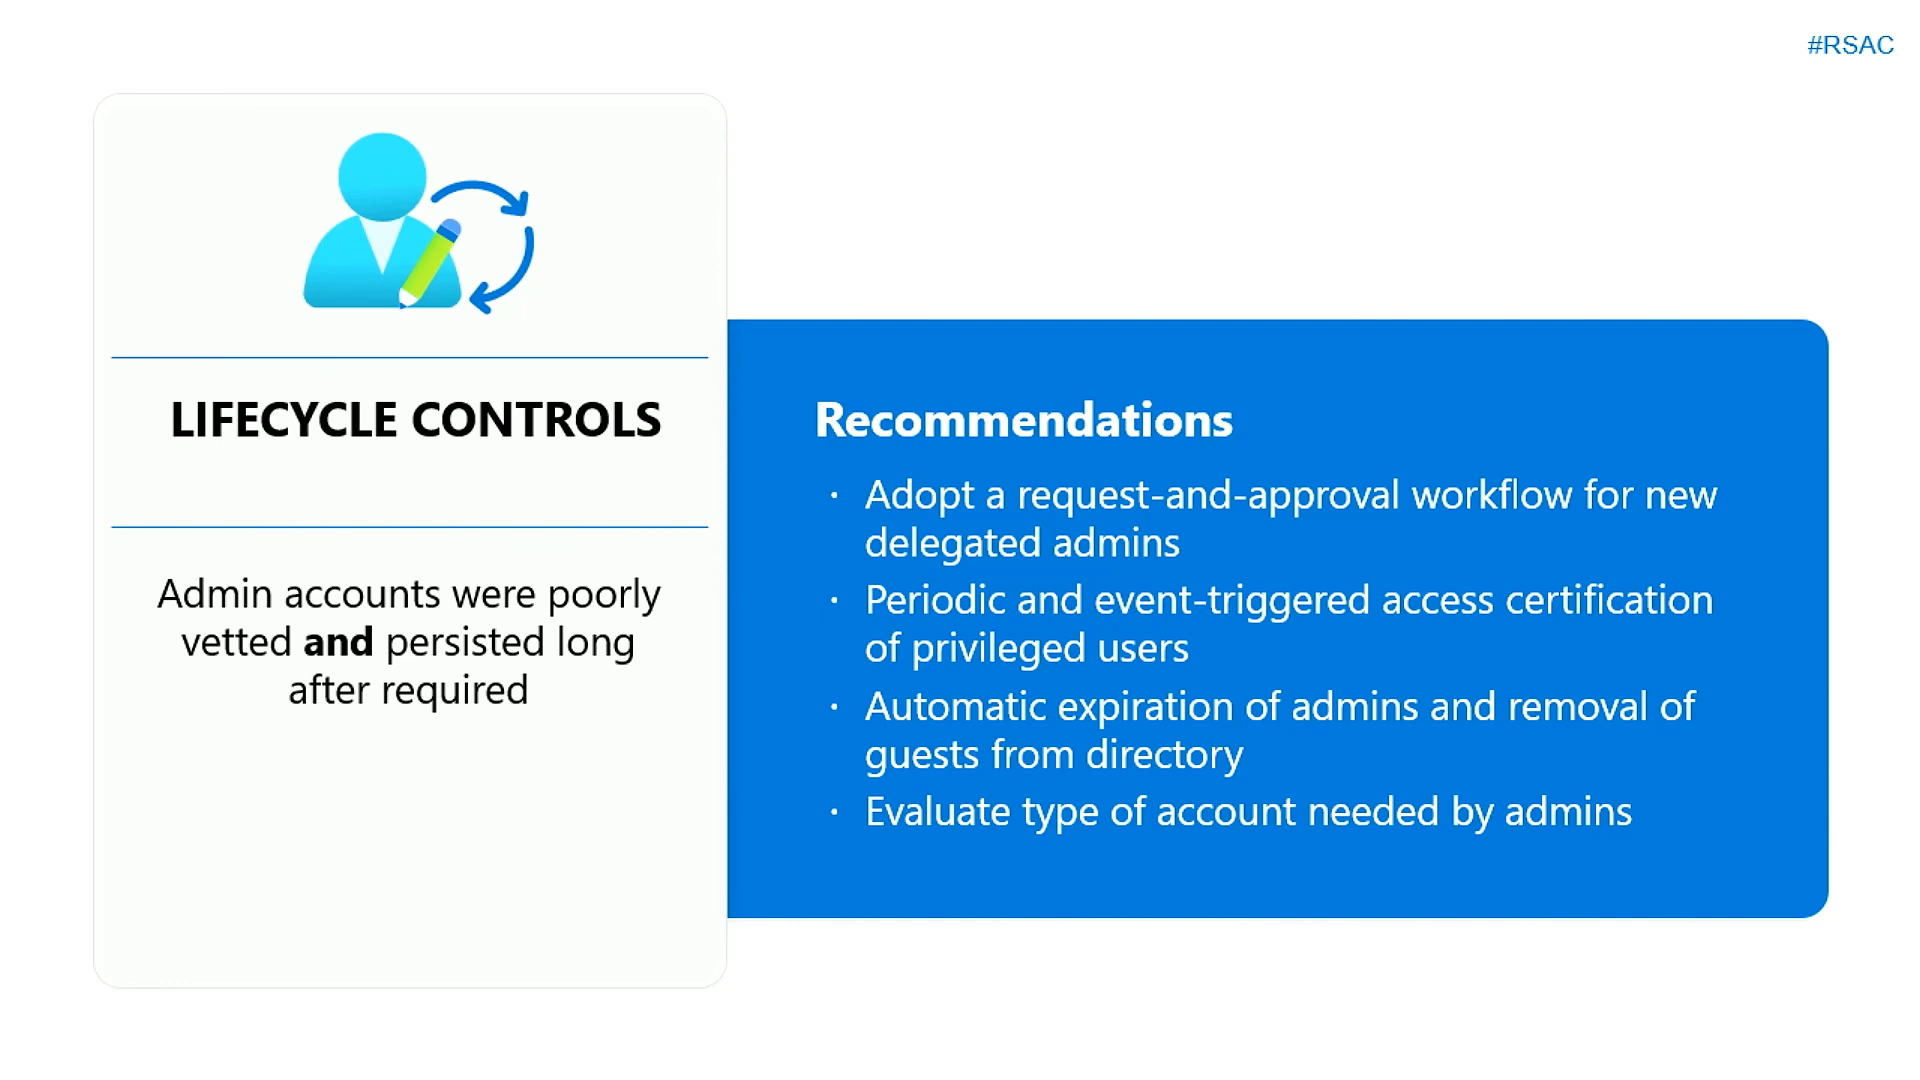 #RSAC
LIFECYCLE CONTROLS
Admin accounts were poorly
vetted and persisted long
after required
Recommendations
· Adopt a request-and-approval workflow for new
delegated admins
· Periodic and event-triggered access certification
of privileged users
· Automatic expiration of admins and removal of
guests from directory
· Evaluate type of account needed by admins